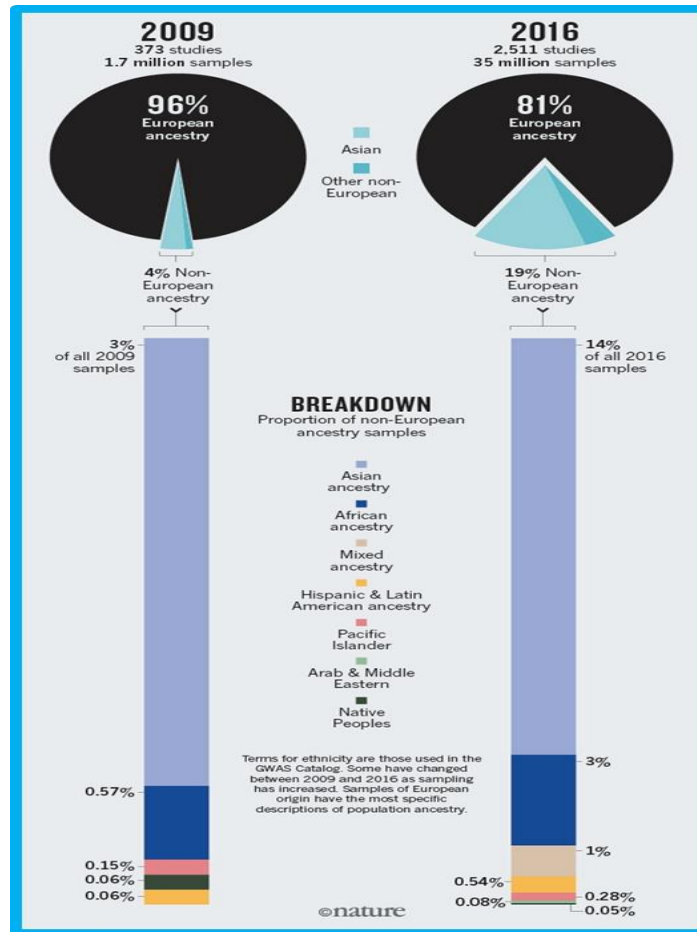 2009
373 studies
1.7 million samples
96%
European
ancestry
4% Non-
European
ancestry
2016
2,511 studies
35 million samples
81%
European
ancestry
19% Non-
European
ancestry
Asian
Other non-
European
3%
of all 2009
samples
0.57%
0.15%
0.06%
0.06%
BREAKDOWN
Proportion of non-European
ancestry samples
Asian
ancestry
African
ancestry
Mixed
ancestry
Hispanic & Latin
American ancestry
Pacific
Islander
Arab & Middle
Eastern
Native
Peoples
Terms for ethnicity are those used in the
GWAS Catalog. Some have changed
between 2009 and 2016 as sampling
has increased. Samples of European
origin have the most specific
descriptions of population ancestry.
14%
of all 2016
samples
3%
1%
0.54%
0.28%
0.08%
0.05%
©nature